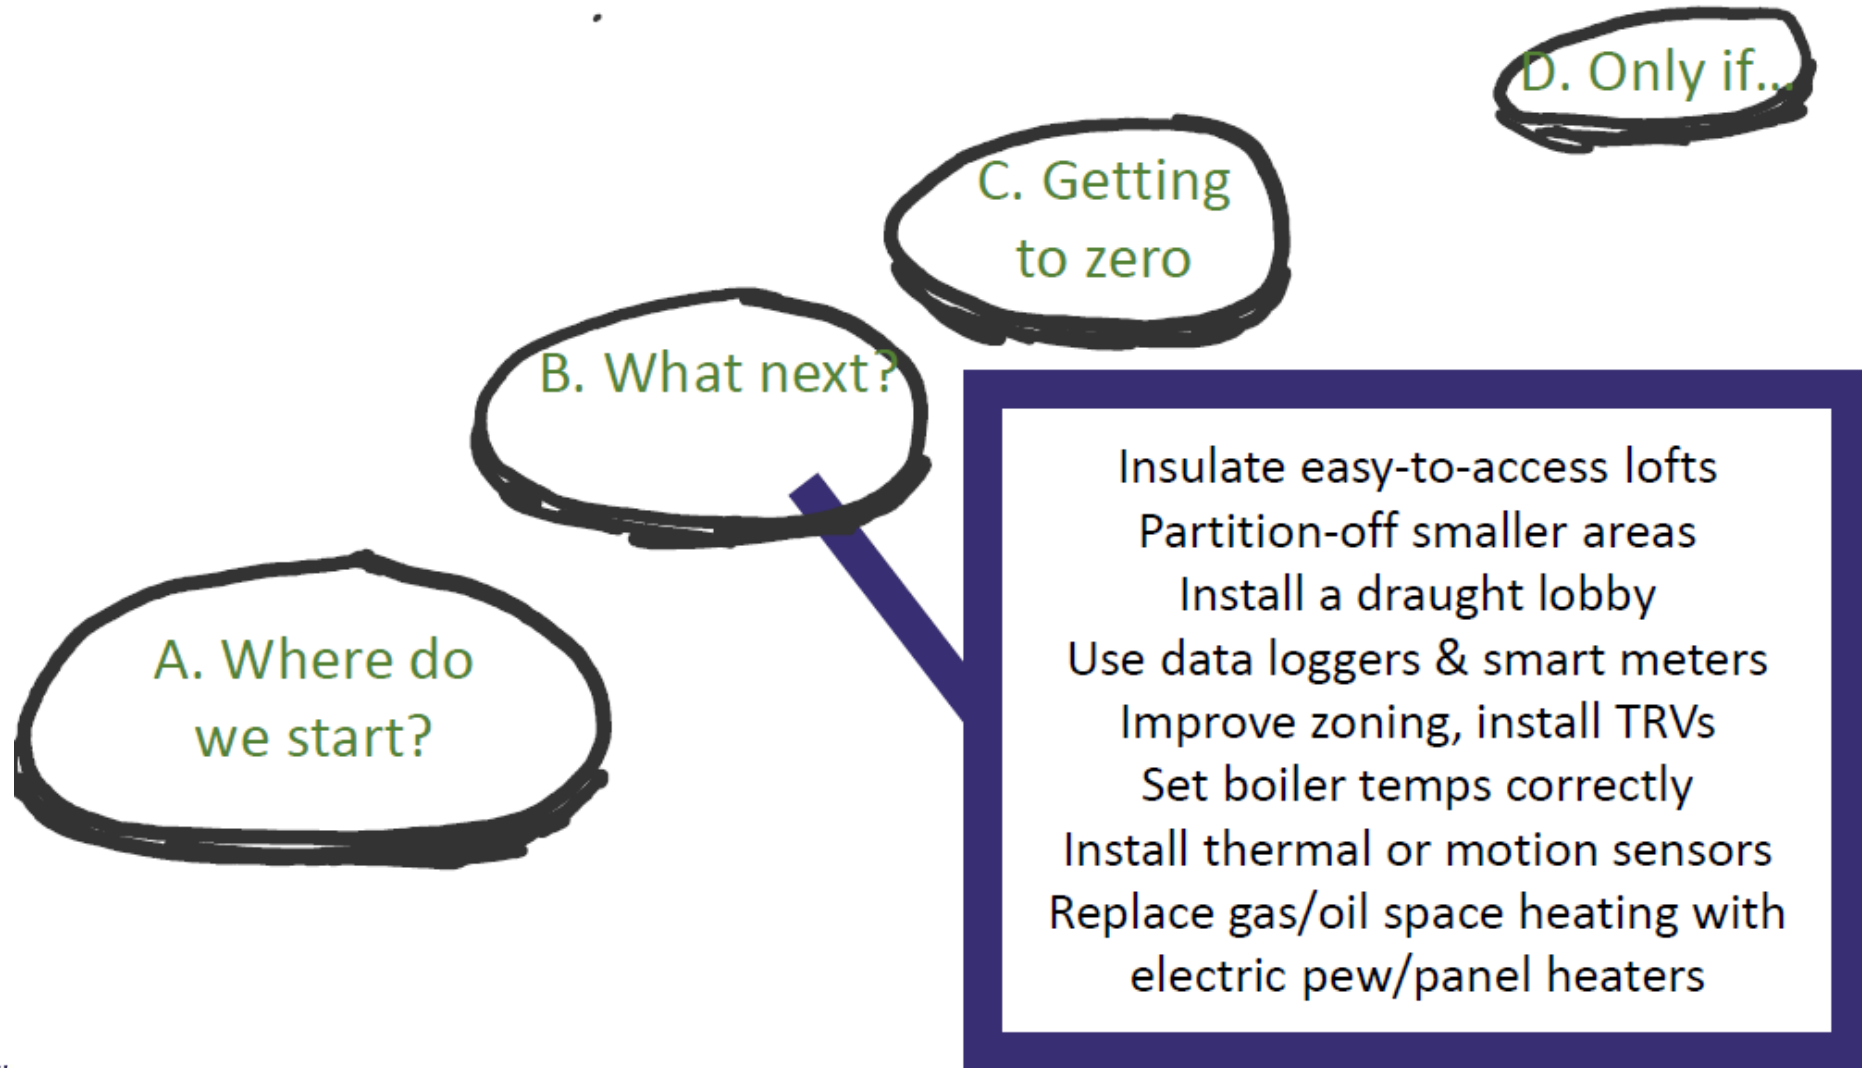 D. Only if...
C. Getting
to zero
B. What next?
A. Where do
we start?
Insulate easy-to-access lofts
Partition-off smaller areas
Install a draught lobby
Use data loggers & smart meters
Improve zoning, install TRVs
Set boiler temps correctly
Install thermal or motion sensors
Replace gas/oil space heating with
electric pew/panel heaters